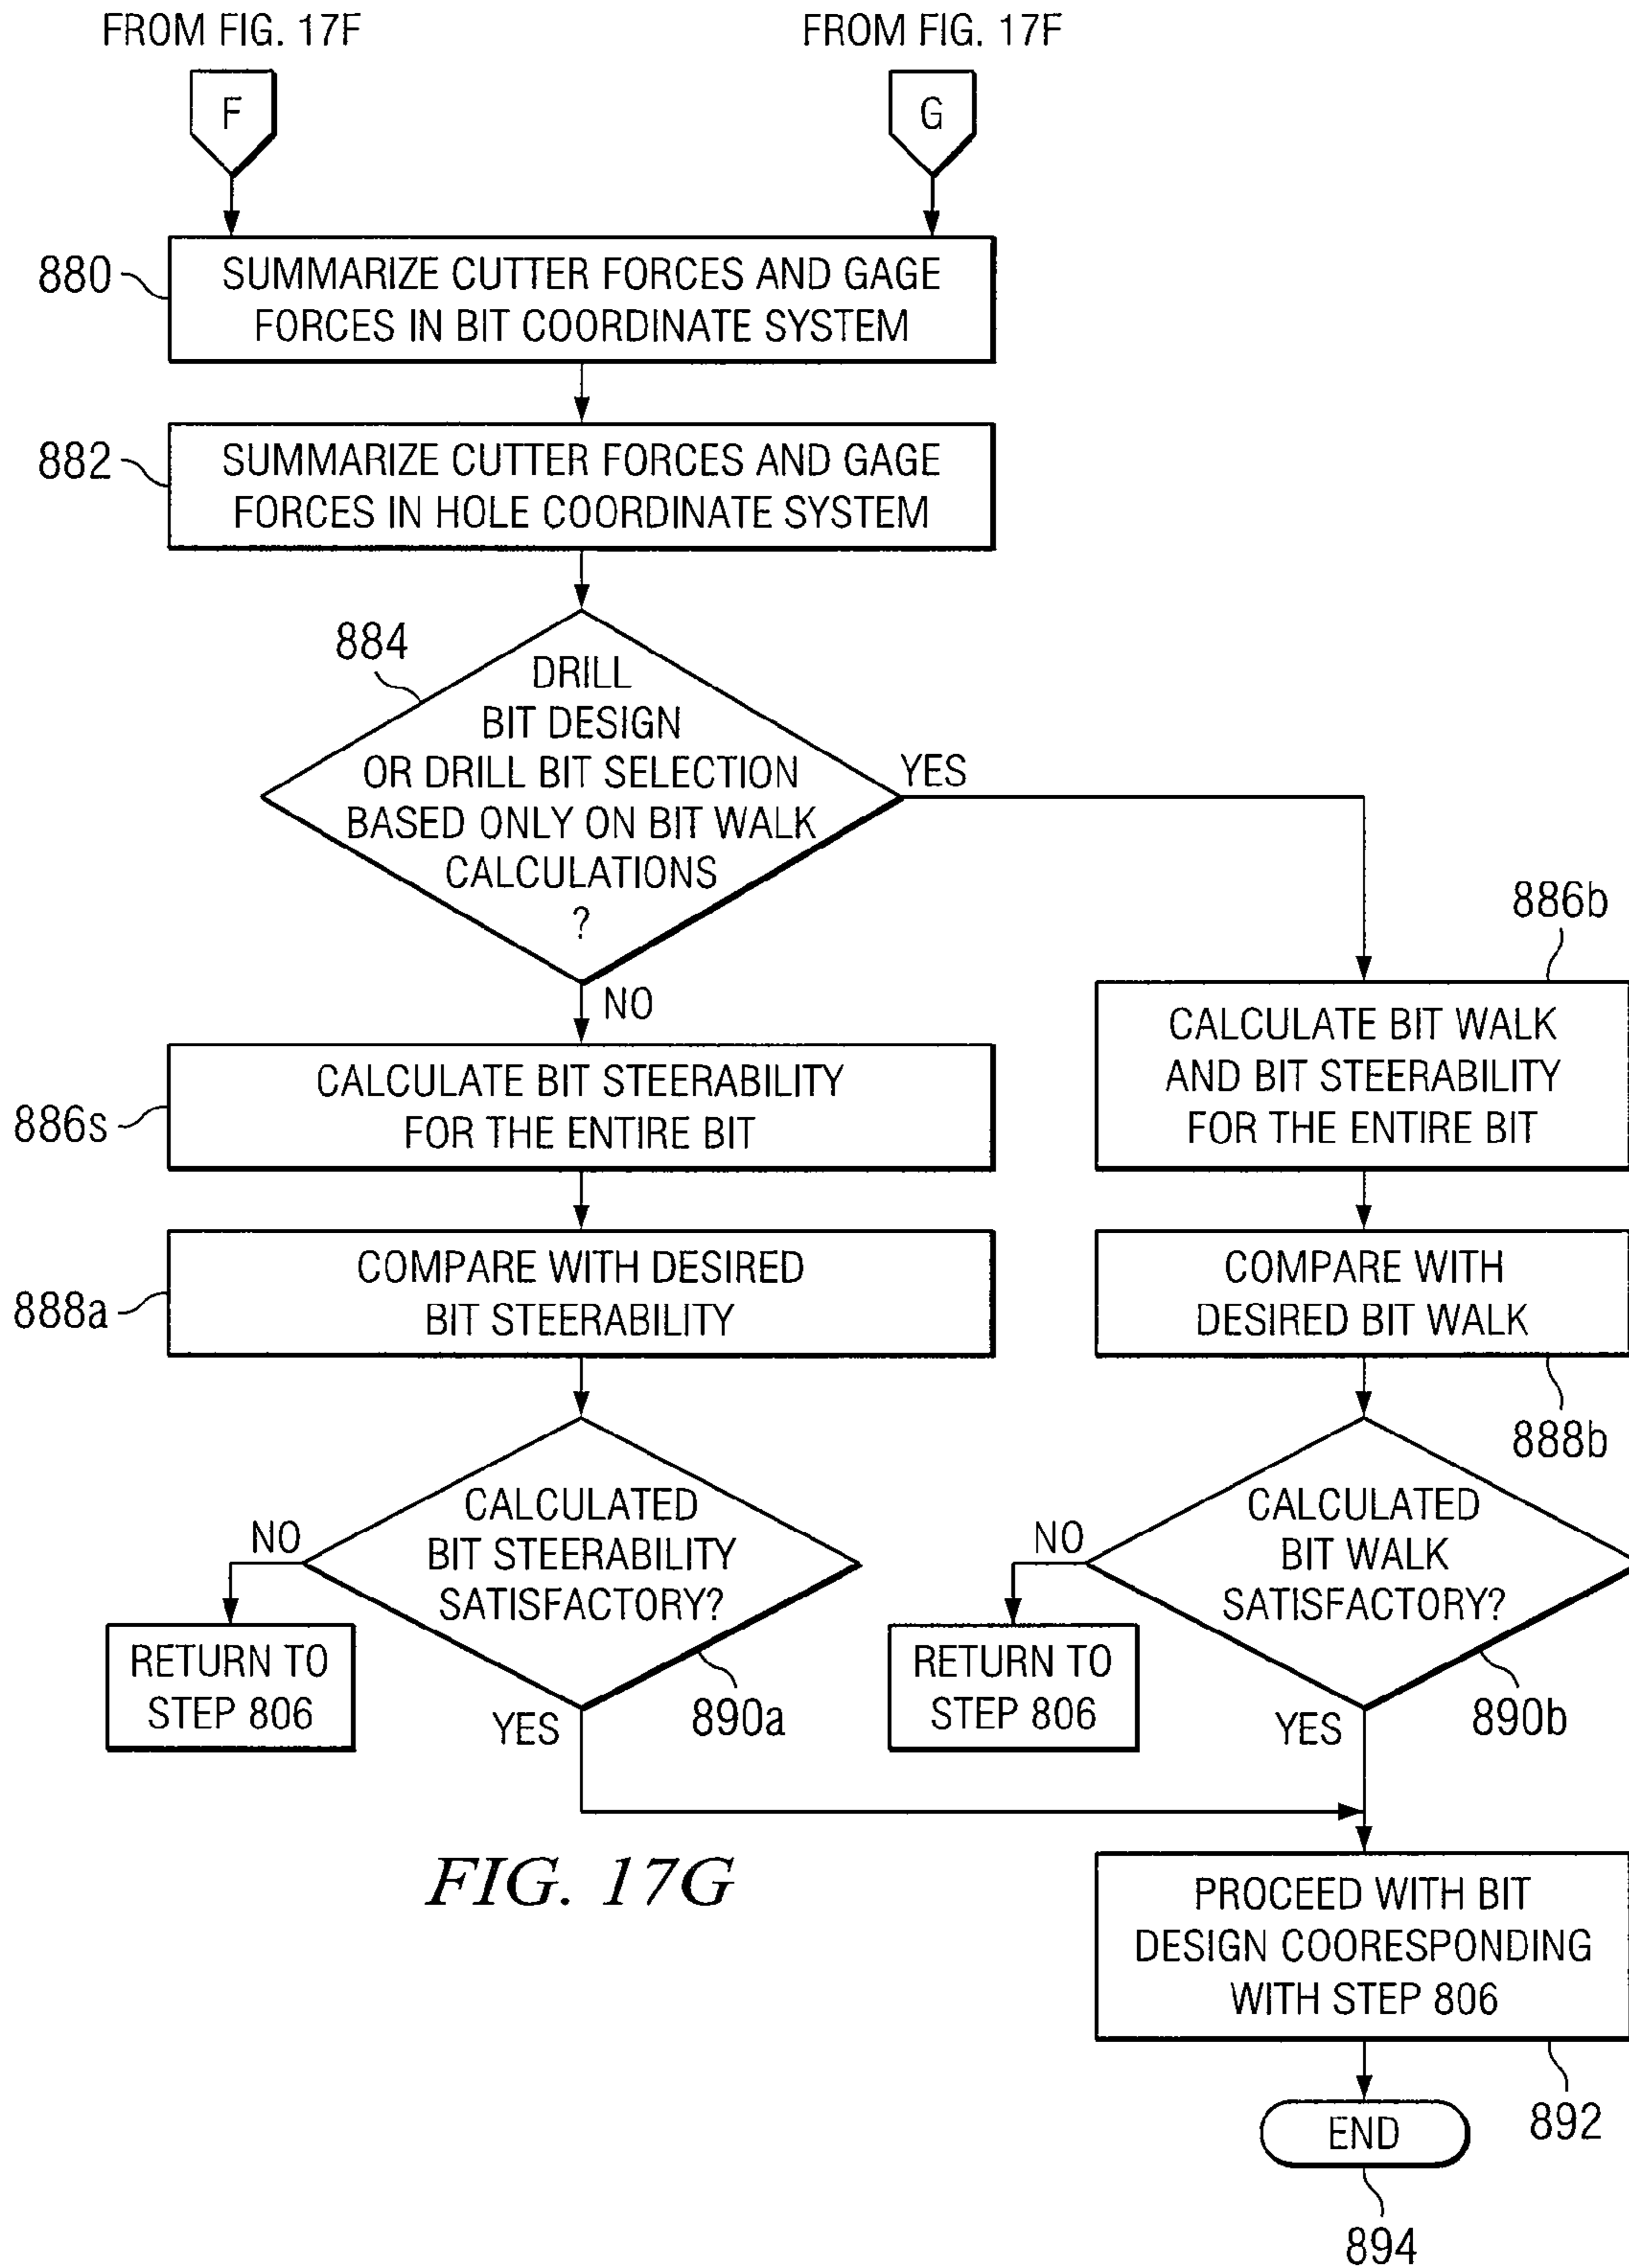 FROM FIG. 17F
FROM FIG. 17F
F
G
880
SUMMARIZE CUTTER FORCES AND GAGE
FORCES IN BIT COORDINATE SYSTEM
882
SUMMARIZE CUTTER FORCES AND GAGE
FORCES IN HOLE COORDINATE SYSTEM
884
DRILL
BIT DESIGN
OR DRILL BIT SELECTION
BASED ONLY ON BIT WALK
CALCULATIONS
?
YES
NO
886b
CALCULATE BIT WALK
AND BIT STEERABILITY
FOR THE ENTIRE BIT
886s
CALCULATE BIT STEERABILITY
FOR THE ENTIRE BIT
888a
COMPARE WITH DESIRED
BIT STEERABILITY
COMPARE WITH
DESIRED BIT WALK
888b
CALCULATED
BIT STEERABILITY
SATISFACTORY?
NO
RETURN TO
STEP 806
YES
890a
CALCULATED
BIT WALK
SATISFACTORY?
NO
RETURN TO
STEP 806
YES
890b
FIG. 17G
PROCEED WITH BIT
DESIGN COORESPONDING
WITH STEP 806
892
END
894